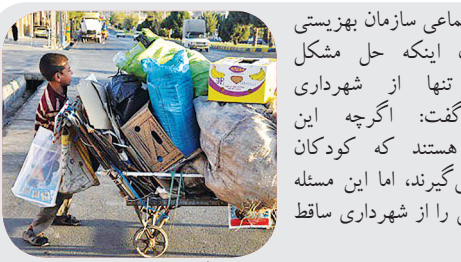 ماعی سازمان بهزیستی
اینکه حل مشکل
تنها از شهرداری
گفت: اگرچه این
هستند که کودکان
می‌گیرند، اما این مسئله
را از شهرداری ساقط